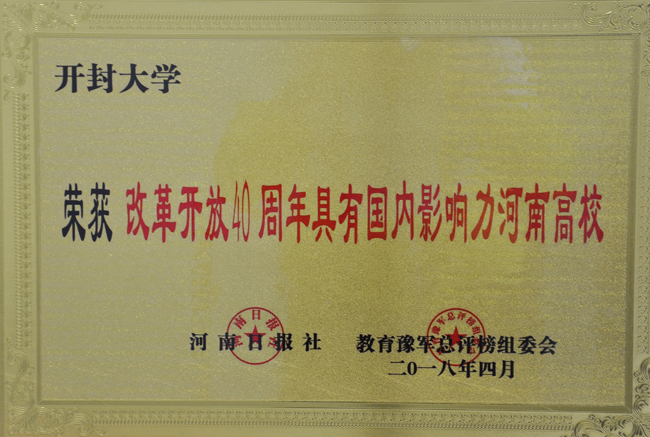 开封大学
荣获 改革开放40周年具有国内影响力河南高校
河南日报社 教育豫军总评榜组委会
二〇一八年四月